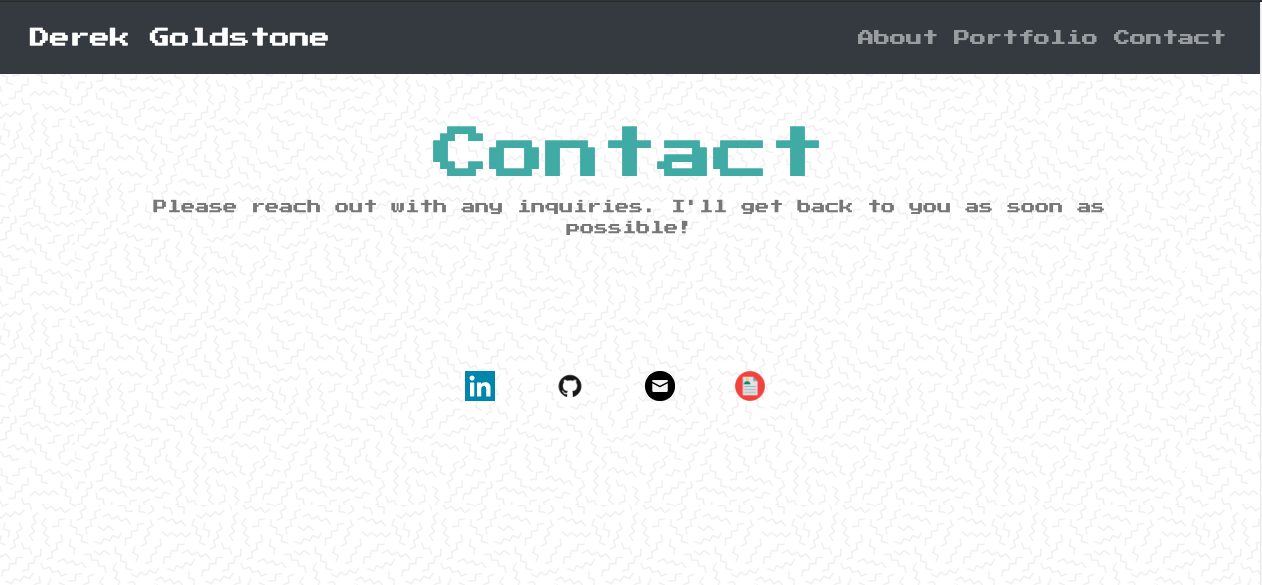 Derek Goldstone
About Portfolio Contact
Contact
Please reach out with any inquiries. I'll get back to you as soon as
possible!
in